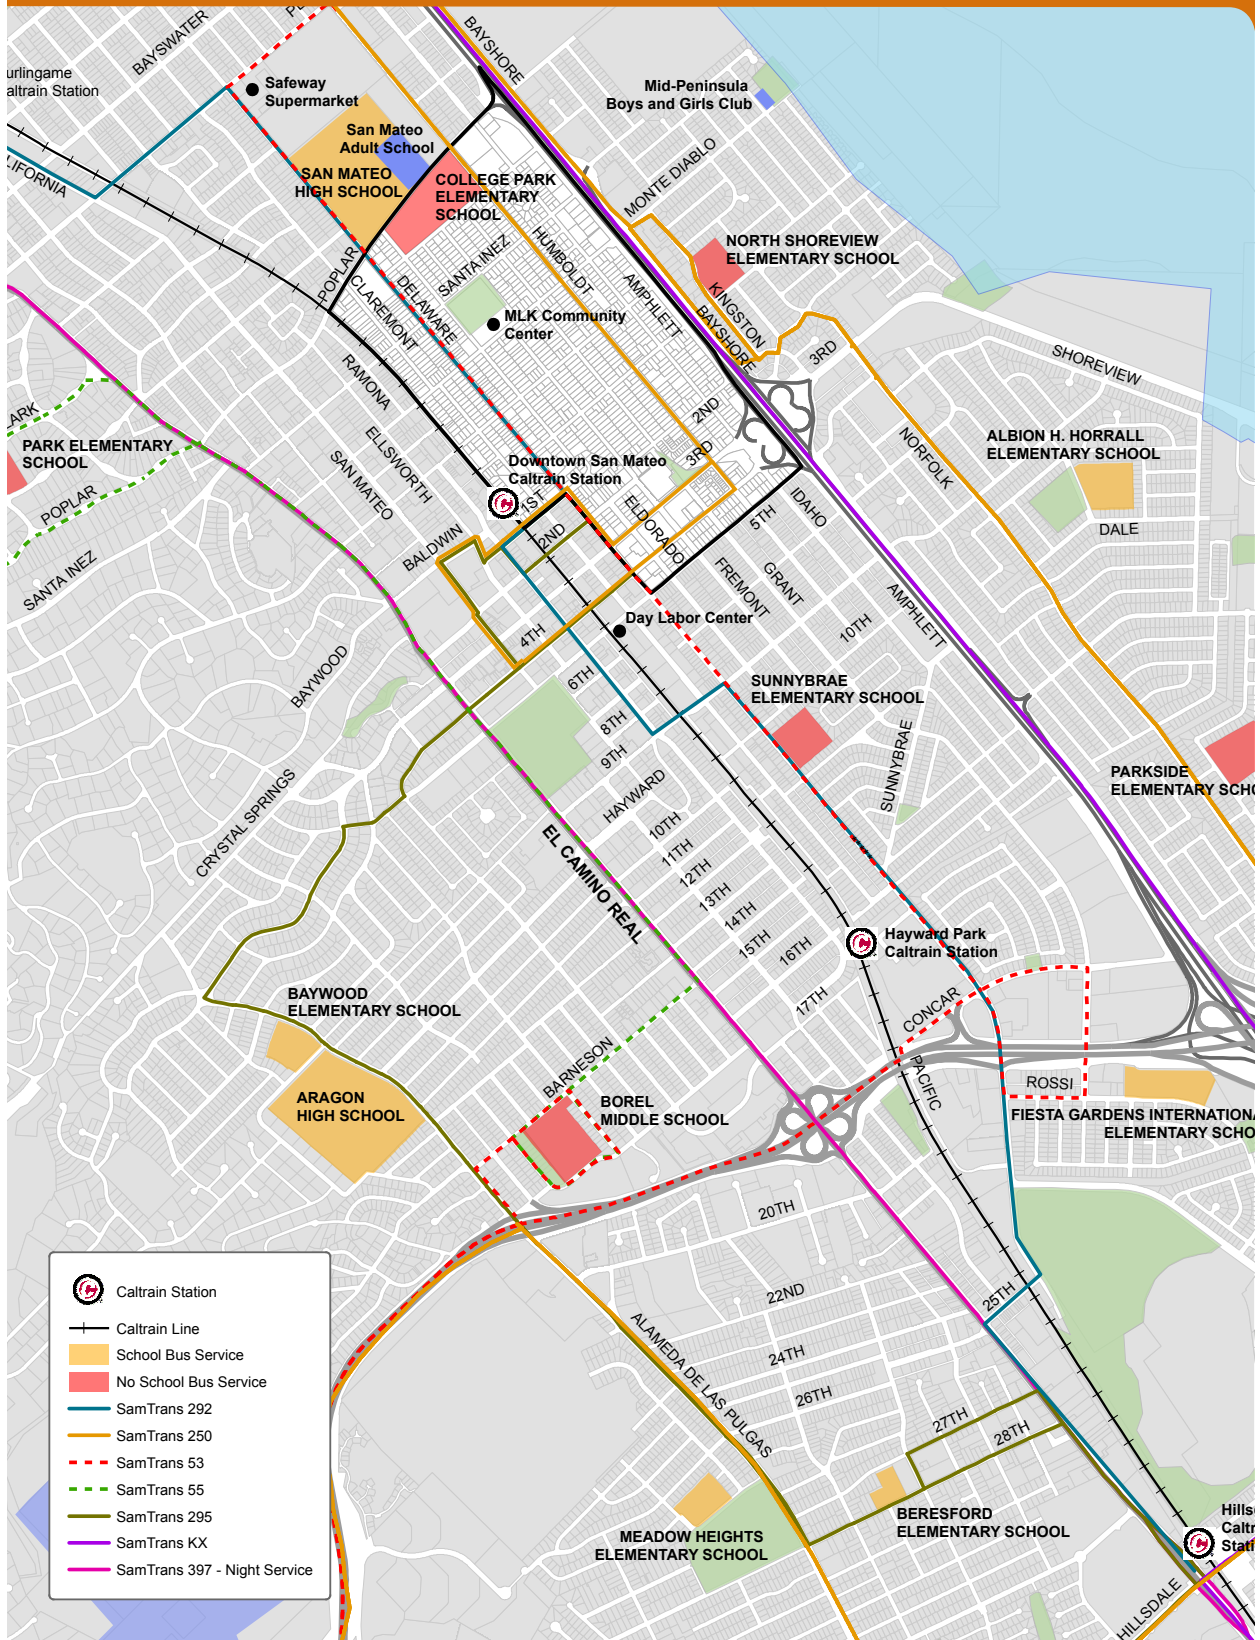 BAYSWATER
BAYSHORE
urlingame
altrain Station
Safeway
Supermarket
Mid-Peninsula
Boys and Girls Club
San Mateo
Adult School
SAN MATEO
HIGH SCHOOL
COLLEGE PARK
ELEMENTARY
SCHOOL
LIFORNIA
MONTE DIABLO
NORTH SHOREVIEW
ELEMENTARY SCHOOL
POPLAR
CLAREMONT
DELAWARE
SANTA INEZ
HUMBOLDT
AMPHLETT
KINGSTON
BAYSHORE
MLK Community
Center
3RD
SHOREVIEW
RAMONA
ELLSWORTH
SAN MATEO
2ND
3RD
NORFOLK
ALBION H. HORRALL
ELEMENTARY SCHOOL
DALE
LARK
PARK ELEMENTARY
SCHOOL
POPLAR
SANTA INEZ
Downtown San Mateo
Caltrain Station
1ST
2ND
BALDWIN
ELDORADO
5TH
IDAHO
FREMONT
GRANT
10TH
AMPHLETT
Day Labor Center
4TH
6TH
8TH
9TH
BAYWOOD
SUNNYBRAE
ELEMENTARY SCHOOL
SUNNYBRAE
PARKSIDE
ELEMENTARY SCHO
CRYSTAL SPRINGS
HAYWARD
10TH
11TH
12TH
13TH
14TH
15TH
16TH
17TH
EL CAMINO REAL
Hayward Park
Caltrain Station
CONCAR
PACIFIC
ROSSI
BAYWOOD
ELEMENTARY SCHOOL
ARAGON
HIGH SCHOOL
BARNESON
BOREL
MIDDLE SCHOOL
FIESTA GARDENS INTERNATIONA
ELEMENTARY SCHO
20TH
22ND
24TH
25TH
26TH
27TH
28TH
ALAMEDA DE LAS PULGAS
MEADOW HEIGHTS
ELEMENTARY SCHOOL
BERESFORD
ELEMENTARY SCHOOL
Hills
Caltr
Stati
HILLSDALE
Caltrain Station
Caltrain Line
School Bus Service
No School Bus Service
SamTrans 292
SamTrans 250
SamTrans 53
SamTrans 55
SamTrans 295
SamTrans KX
SamTrans 397 - Night Service